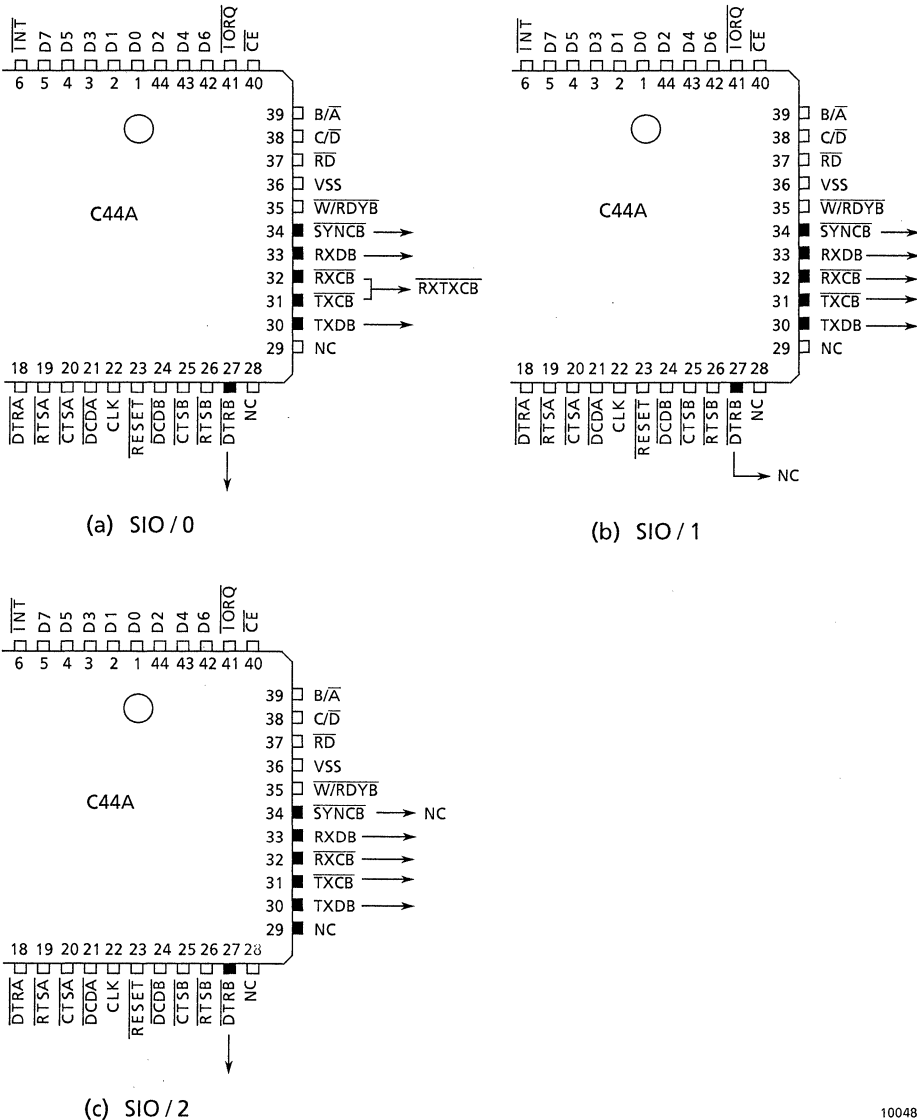 INT D7 D5 D3 D1 D0 D2 D4 D6 IORQ CE
6 5 4 3 2 1 44 43 42 41 40
39 B/A
38 C/D
37 RD
36 VSS
35 W/RDYB
34 SYNCB
33 RXDB
32 RXCB
RXTXCB
31 TXCB
30 TXDB
29 NC
C44A
18 19 20 21 22 23 24 25 26 27 28
DTRA RTSA CTSA DCDA CLK RESET DCDB CTSB RTSB DTRB NC
(a) SIO / 0
INT D7 D5 D3 D1 D0 D2 D4 D6 IORQ CE
6 5 4 3 2 1 44 43 42 41 40
39 B/A
38 C/D
37 RD
36 VSS
35 W/RDYB
34 SYNCB
33 RXDB
32 RXCB
31 TXCB
30 TXDB
29 NC
C44A
18 19 20 21 22 23 24 25 26 27 28
DTRA RTSA CTSA DCDA CLK RESET DCDB CTSB RTSB DTRB NC
NC
(b) SIO / 1
INT D7 D5 D3 D1 D0 D2 D4 D6 IORQ CE
6 5 4 3 2 1 44 43 42 41 40
39 B/A
38 C/D
37 RD
36 VSS
35 W/RDYB
34 SYNCB NC
33 RXDB
32 RXCB
31 TXCB
30 TXDB
29 NC
C44A
18 19 20 21 22 23 24 25 26 27 28
DTRA RTSA CTSA DCDA CLK RESET DCDB CTSB RTSB DTRB NC
(c) SIO / 2
10048